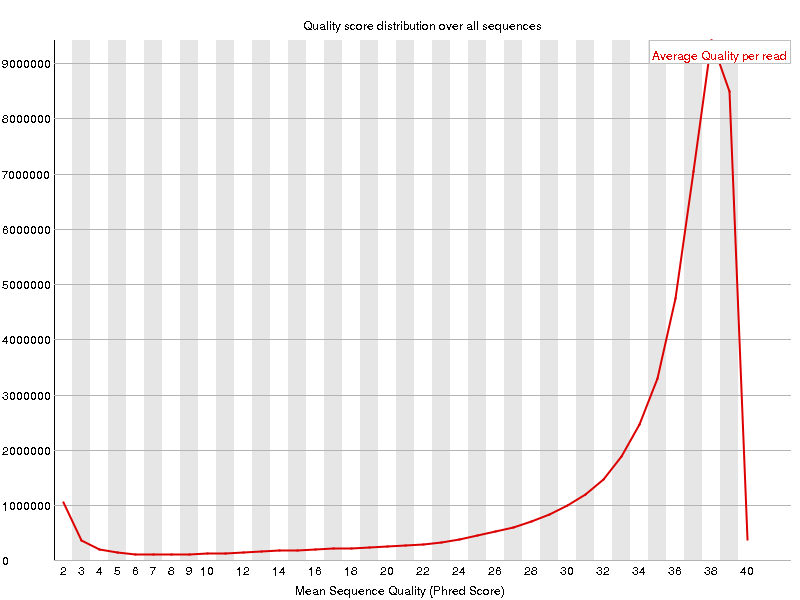 Quality score distribution over all sequences
Average Quality per read
9000000
8000000
7000000
6000000
5000000
4000000
3000000
2000000
1000000
0
2 3 4 5 6 7 8 9 10 12 14 16 18 20 22 24 26 28 30 32 34 36 38 40
Mean Sequence Quality (Phred Score)